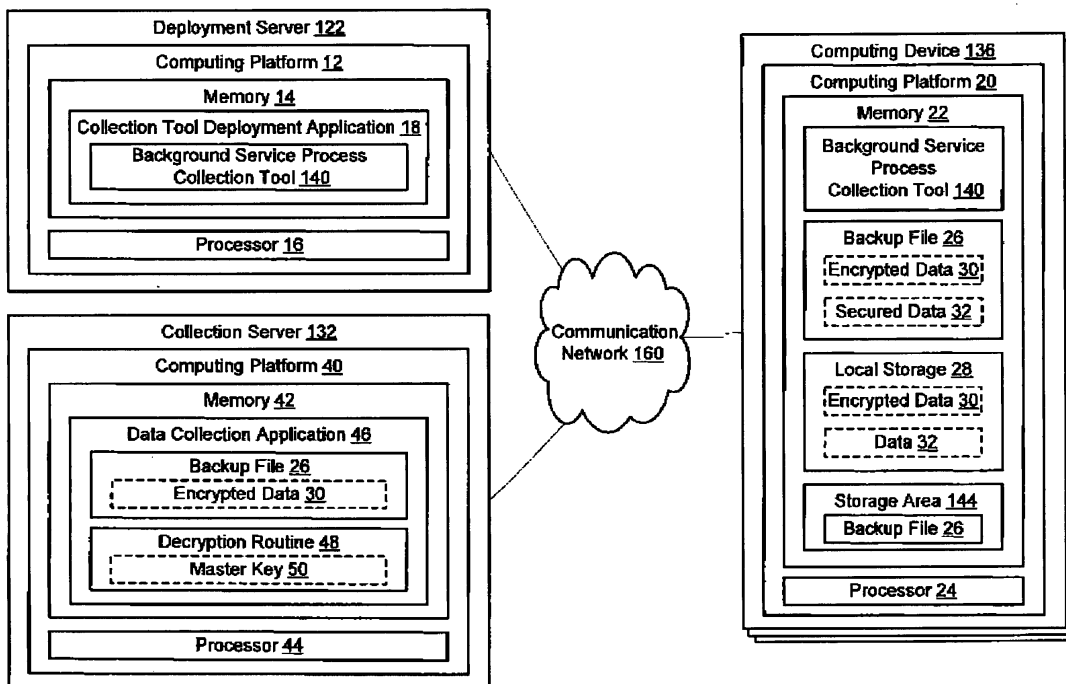 Deployment Server 122
Computing Platform 12
Memory 14
Collection Tool Deployment Application 18
Background Service Process
Collection Tool 140
Processor 16
Collection Server 132
Computing Platform 40
Memory 42
Data Collection Application 46
Backup File 26
Encrypted Data 30
Decryption Routine 48
Master Key 50
Processor 44
Communication
Network 160
Computing Device 136
Computing Platform 20
Memory 22
Background Service
Process
Collection Tool 140
Backup File 26
Encrypted Data 30
Secured Data 32
Local Storage 28
Encrypted Data 30
Data 32
Storage Area 144
Backup File 26
Processor 24